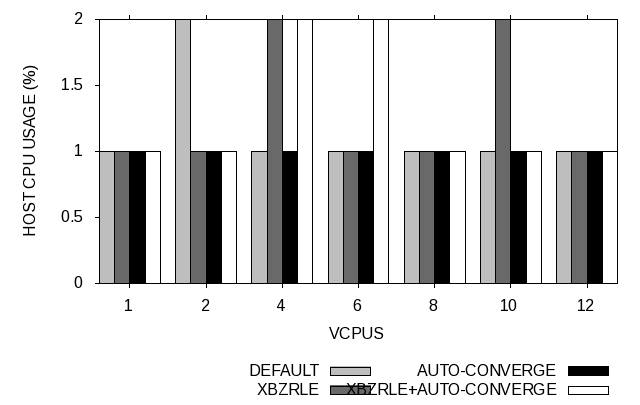 2
1.5
1
0.5
0
HOST CPU USAGE (%)
1 2 4 6 8 10 12
VCPUS
DEFAULT AUTO-CONVERGE
XBZRLE XBZRLE+AUTO-CONVERGE